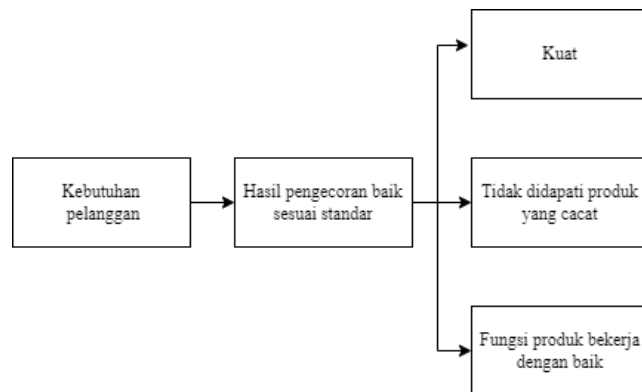 Kuat
Kebutuhan
pelanggan
Hasil pengecoran baik
sesuai standar
Tidak didapati produk
yang cacat
Fungsi produk bekerja
dengan baik